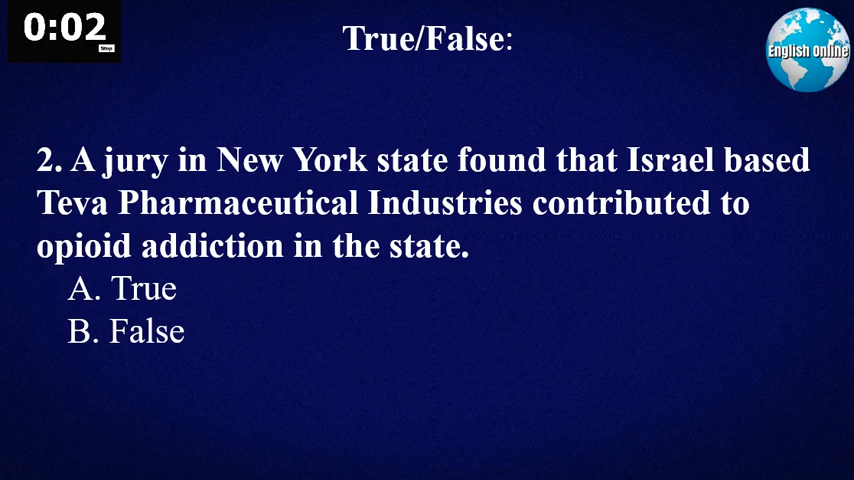 0:02
Stop
True/False:
English online
2. A jury in New York state found that Israel based
Teva Pharmaceutical Industries contributed to
opioid addiction in the state.
A. True
B. False